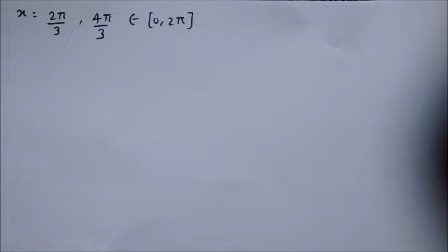 x = 2π/3 , 4π/3 ∈ [0, 2π]